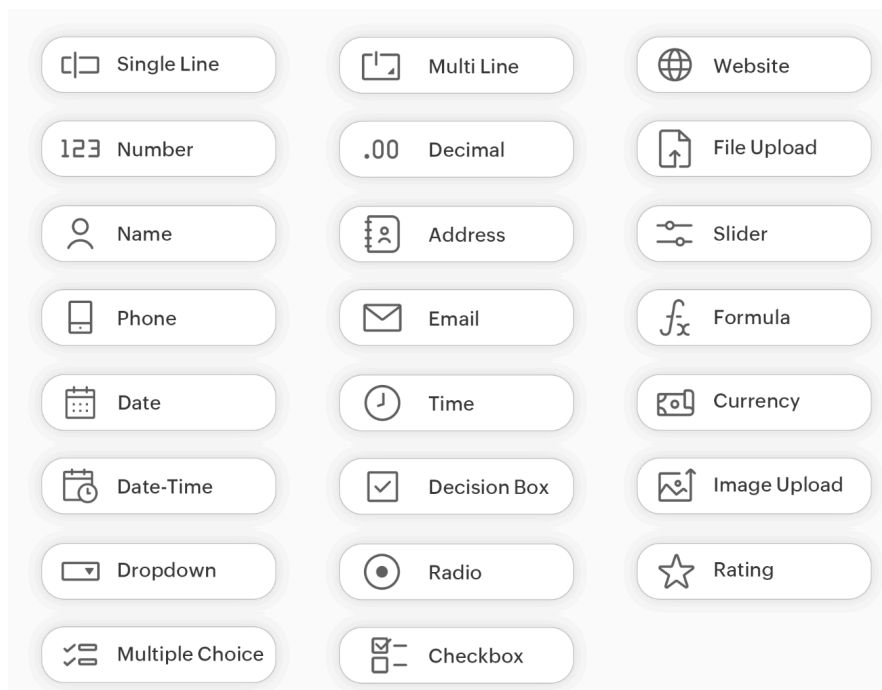 Single Line
Multi Line
Website
123 Number
.00 Decimal
File Upload
Name
Address
Slider
Phone
Email
fx Formula
Date
Time
Currency
Date-Time
Decision Box
Image Upload
Dropdown
Radio
Rating
Multiple Choice
Checkbox